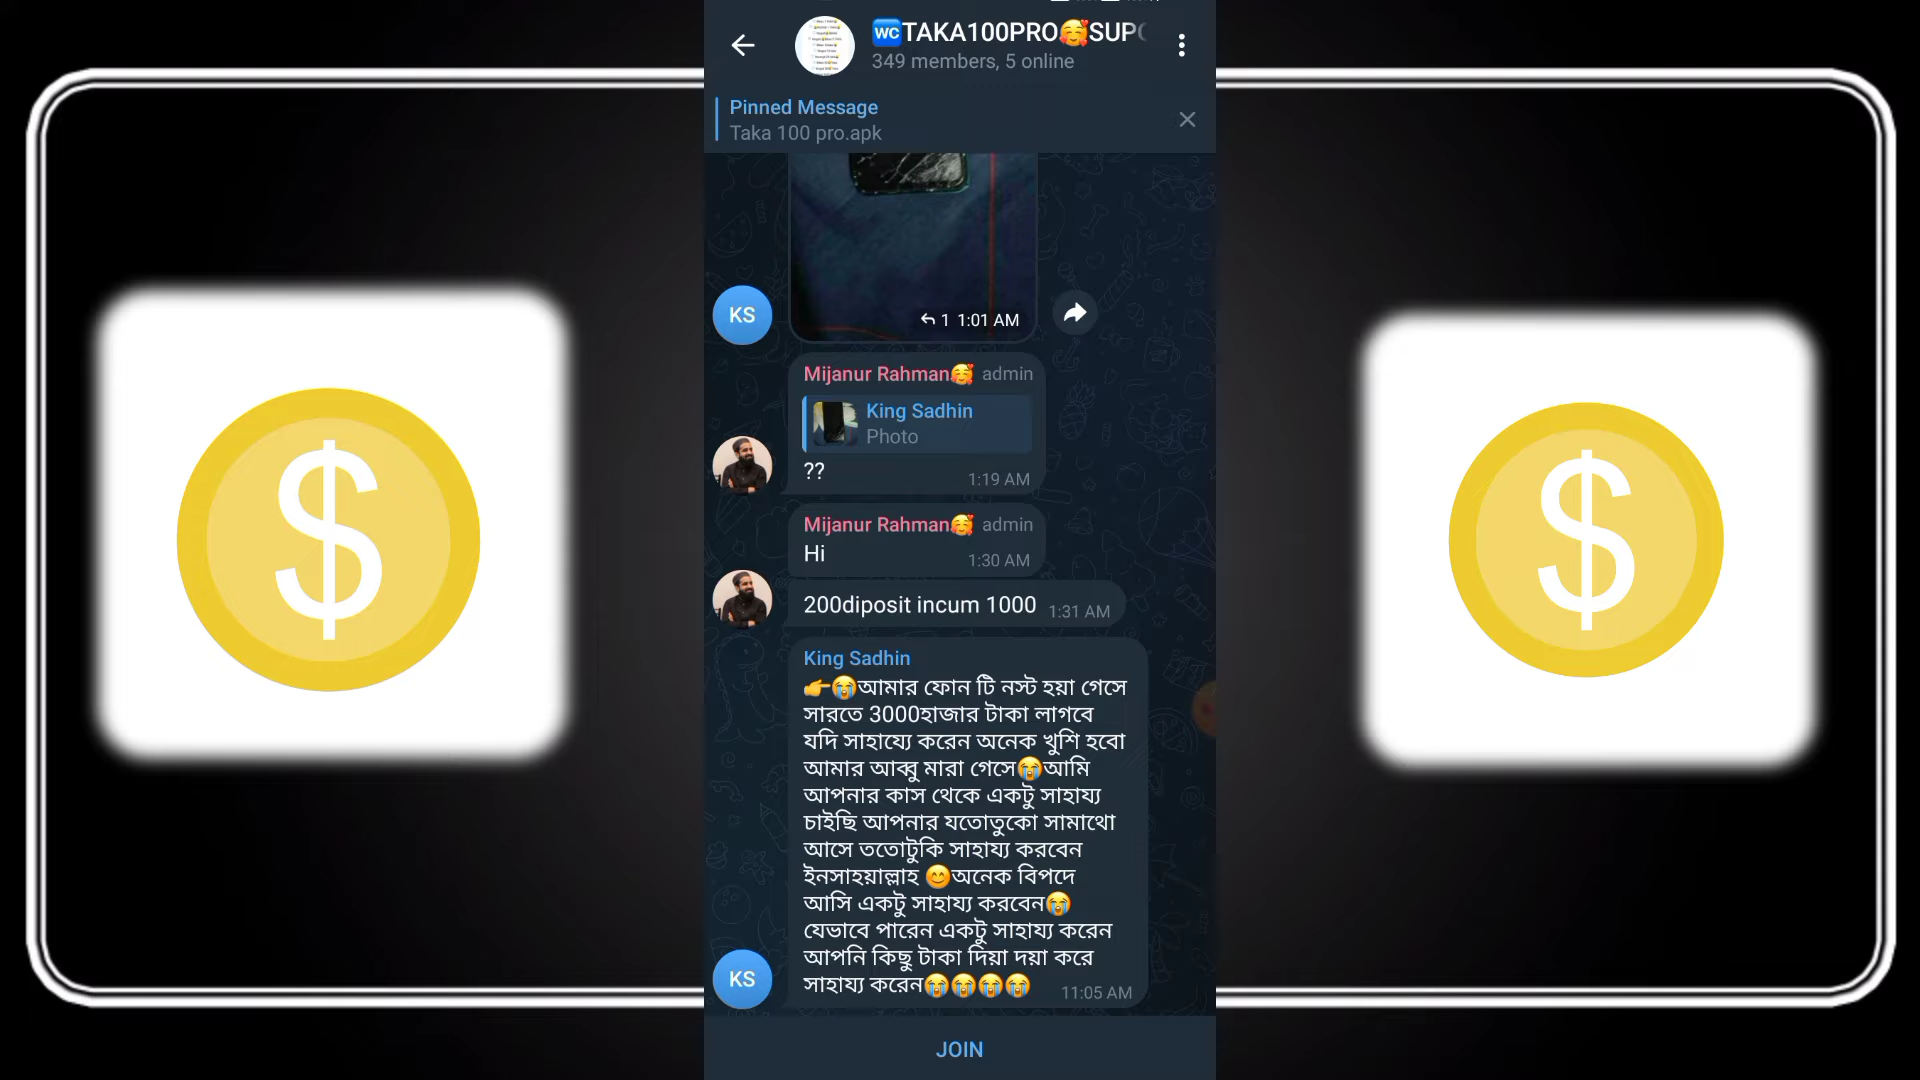 🚾TAKA100PRO🥰SUP
349 members, 5 online
Pinned Message
Taka 100 pro.apk
KS
1 1:01 AM
Mijanur Rahman🥰 admin
King Sadhin
Photo
??
1:19 AM
Mijanur Rahman🥰 admin
Hi
1:30 AM
200diposit incum 1000 1:31 AM
King Sadhin
👉😭আমার ফোন টি নস্ট হয়া গেসে
সারতে 3000হাজার টাকা লাগবে
যদি সাহায্যে করেন অনেক খুশি হবো
আমার আব্বু মারা গেসে😭আমি
আপনার কাস থেকে একটু সাহায্য
চাইছি আপনার যতোতুকো সামাথো
আসে ততোটুকি সাহায্য করবেন
ইনসাহয়াল্লাহ 😊অনেক বিপদে
আসি একটু সাহায্য করবেন😭
যেভাবে পারেন একটু সাহায্য করেন
আপনি কিছু টাকা দিয়া দয়া করে
সাহায্য করেন😭😭😭😭
11:05 AM
KS
JOIN